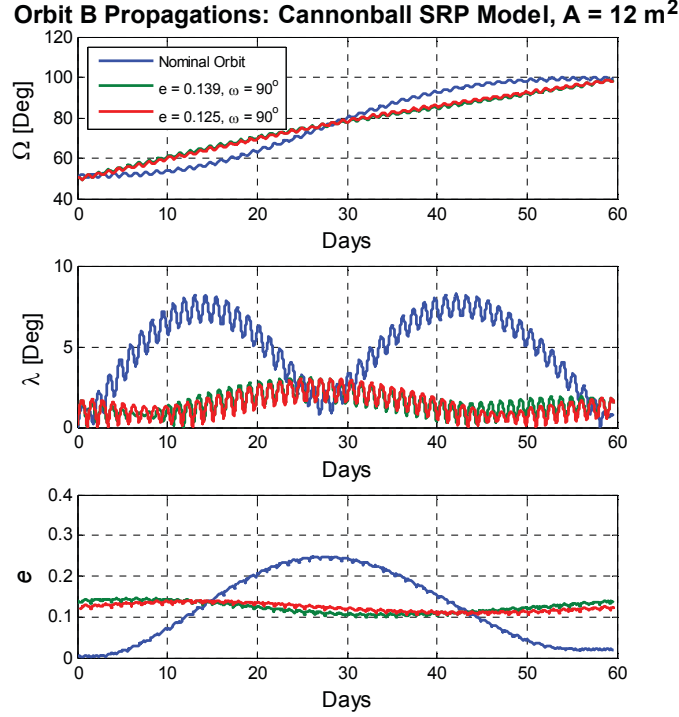 Orbit B Propagations: Cannonball SRP Model, A = 12 m²
120
100
80
60
40
Ω [Deg]
Nominal Orbit
e = 0.139, ω = 90°
e = 0.125, ω = 90°
0 10 20 30 40 50 60
Days
10
5
0
λ [Deg]
0 10 20 30 40 50 60
Days
0.4
0.3
0.2
0.1
0
e
0 10 20 30 40 50 60
Days